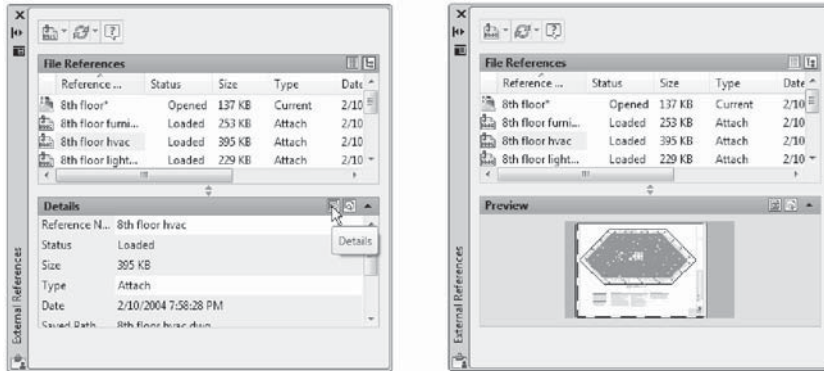 File References
Reference ... Status Size Type Date
8th floor* Opened 137 KB Current 2/10
8th floor furni... Loaded 253 KB Attach 2/10
8th floor hvac Loaded 395 KB Attach 2/10
8th floor light... Loaded 229 KB Attach 2/10
Details
Details
Reference N... 8th floor hvac
Status Loaded
Size 395 KB
Type Attach
Date 2/10/2004 7:58:28 PM
Saved Path 8th floor hvac.dwg
External References
File References
Reference ... Status Size Type Date
8th floor* Opened 137 KB Current 2/10
8th floor furni... Loaded 253 KB Attach 2/10
8th floor hvac Loaded 395 KB Attach 2/10
8th floor light... Loaded 229 KB Attach 2/10
Preview
External References